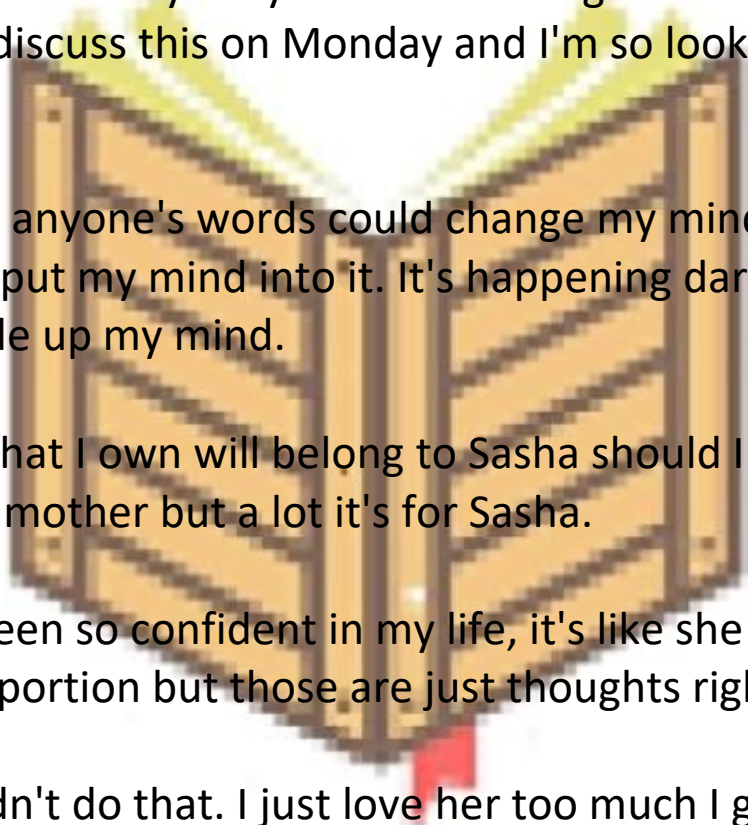 discuss this on Monday and I'm so look
anyone's words could change my mind
put my mind into it. It's happening dar
le up my mind.
hat I own will belong to Sasha should I
mother but a lot it's for Sasha.
een so confident in my life, it's like she
portion but those are just thoughts righ
dn't do that. I just love her too much I g